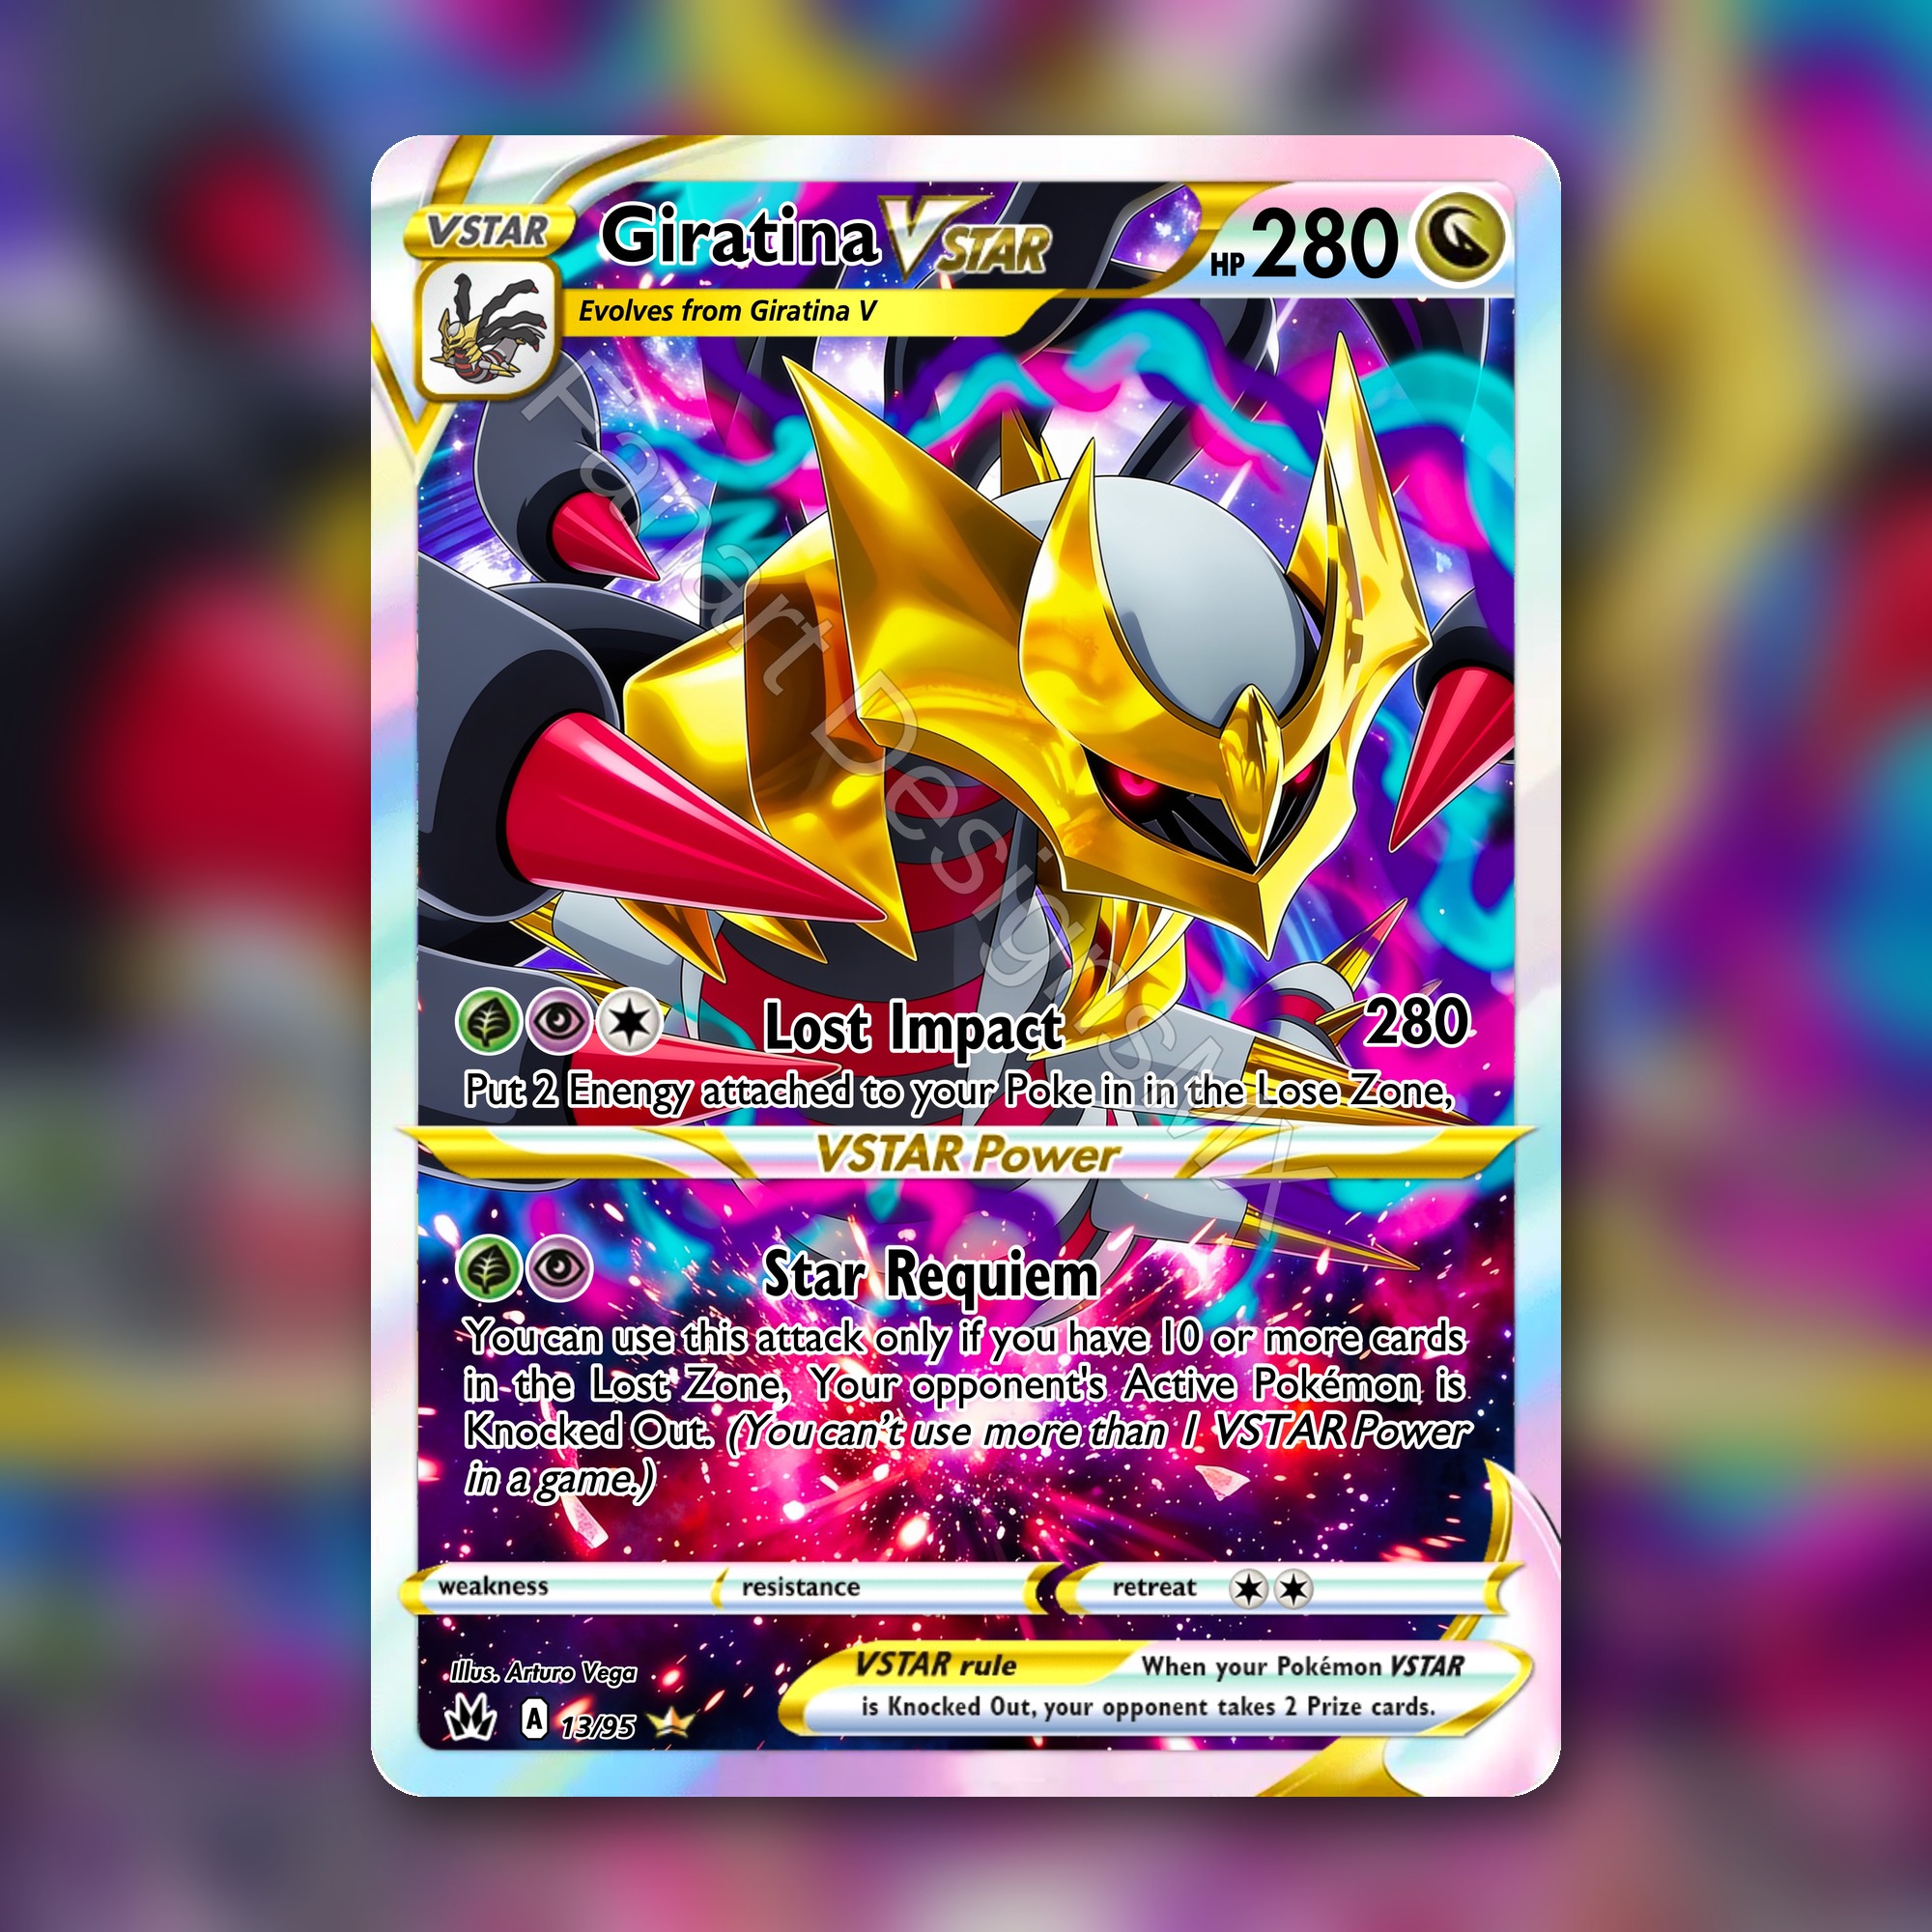 VSTAR
Giratina VSTAR
HP 280
Evolves from Giratina V
Fanart DesignsMX
Lost Impact 280
Put 2 Enengy attached to your Poke in in the Lose Zone,
VSTAR Power
Star Requiem
You can use this attack only if you have 10 or more cards
in the Lost Zone, Your opponent's Active Pokémon is
Knocked Out. (You can't use more than 1 VSTAR Power
in a game.)
weakness resistance retreat
Illus. Arturo Vega
A 13/95
VSTAR rule When your Pokémon VSTAR
is Knocked Out, your opponent takes 2 Prize cards.